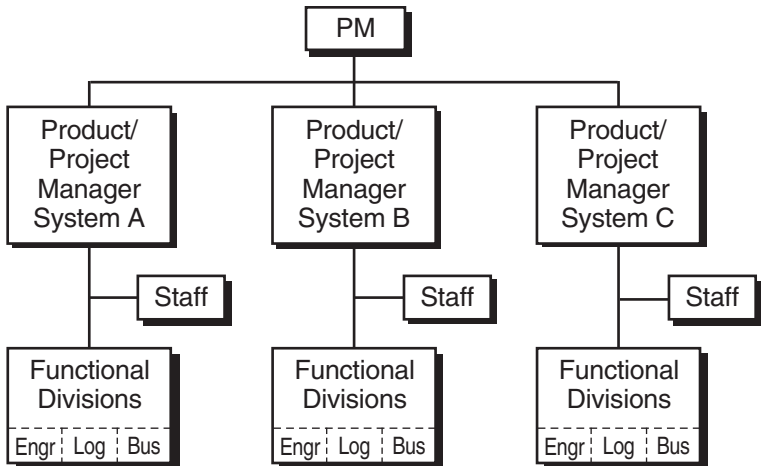 PM
Product/
Project
Manager
System A
Product/
Project
Manager
System B
Product/
Project
Manager
System C
Staff
Staff
Staff
Functional
Divisions
Engr Log Bus
Functional
Divisions
Engr Log Bus
Functional
Divisions
Engr Log Bus